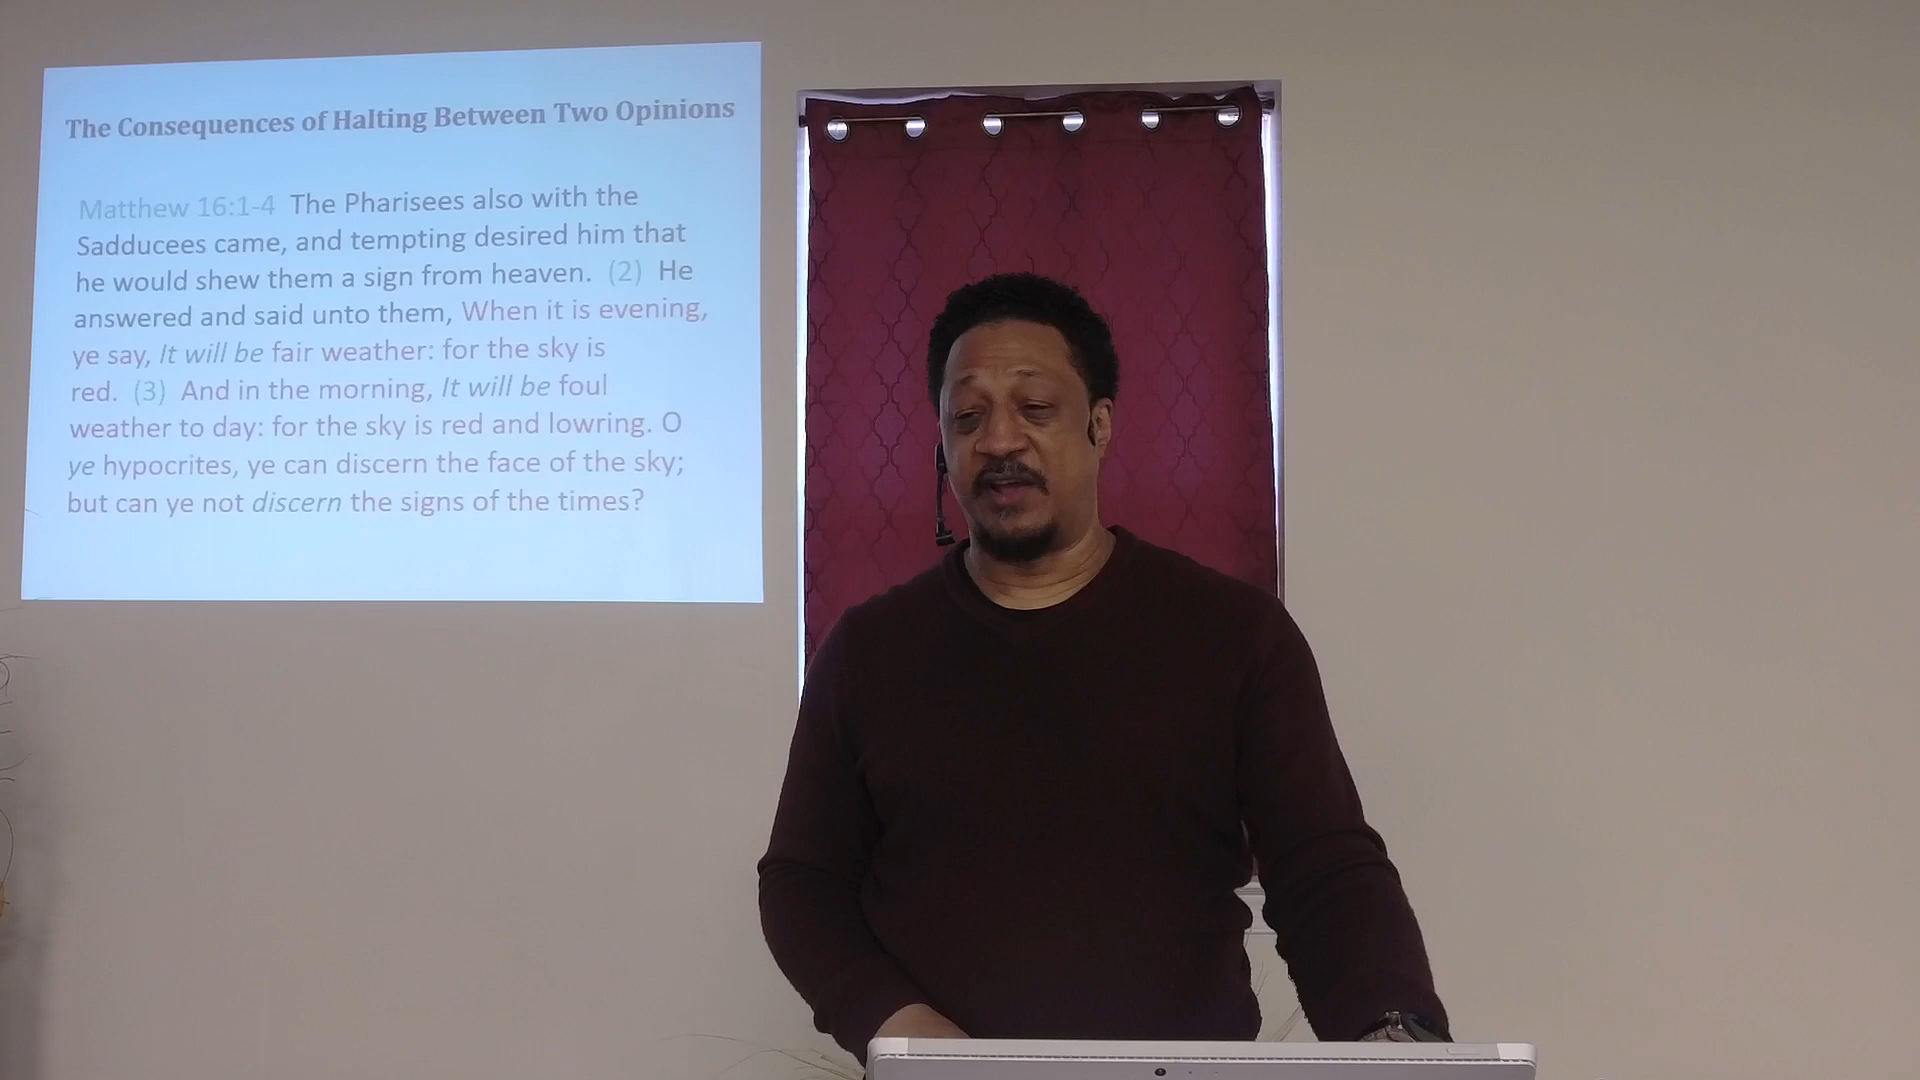 The Consequences of Halting Between Two Opinions
Matthew 16:1-4 The Pharisees also with the
Sadducees came, and tempting desired him that
he would shew them a sign from heaven. (2) He
answered and said unto them, When it is evening,
ye say, It will be fair weather: for the sky is
red. (3) And in the morning, It will be foul
weather to day: for the sky is red and lowring. O
ye hypocrites, ye can discern the face of the sky;
but can ye not discern the signs of the times?